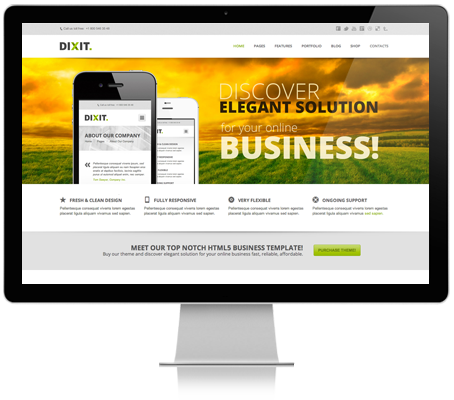 DIXIT.
HOME PAGES FEATURES PORTFOLIO BLOG SHOP CONTACTS
DIXIT.
ABOUT OUR COMPANY
DISCOVER
ELEGANT SOLUTION
for your online
BUSINESS!
FRESH & CLEAN DESIGN
Pellentesque consequat viverra lorem egestas
placerat ligula aliquam vivamus sed sapien.
FULLY RESPONSIVE
Pellentesque consequat viverra lorem egestas
placerat ligula aliquam vivamus sed sapien.
VERY FLEXIBLE
Pellentesque consequat viverra lorem egestas
placerat ligula aliquam vivamus sed sapien.
ONGOING SUPPORT
Pellentesque consequat viverra lorem egestas
placerat ligula aliquam vivamus sed sapien.
MEET OUR TOP NOTCH HTML5 BUSINESS TEMPLATE!
Buy our theme and discover elegant solution for your online business fast, reliable, affordable.
PURCHASE THEME!